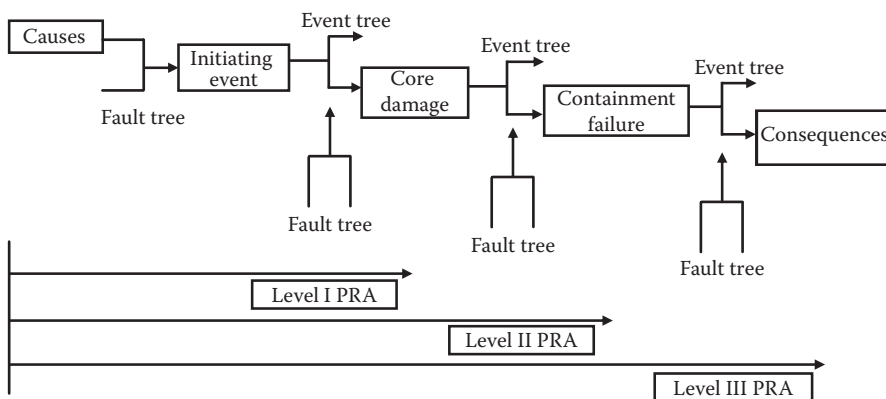 Causes
Fault tree
Initiating
event
Event tree
Fault tree
Core
damage
Event tree
Fault tree
Containment
failure
Event tree
Fault tree
Consequences
Level I PRA
Level II PRA
Level III PRA